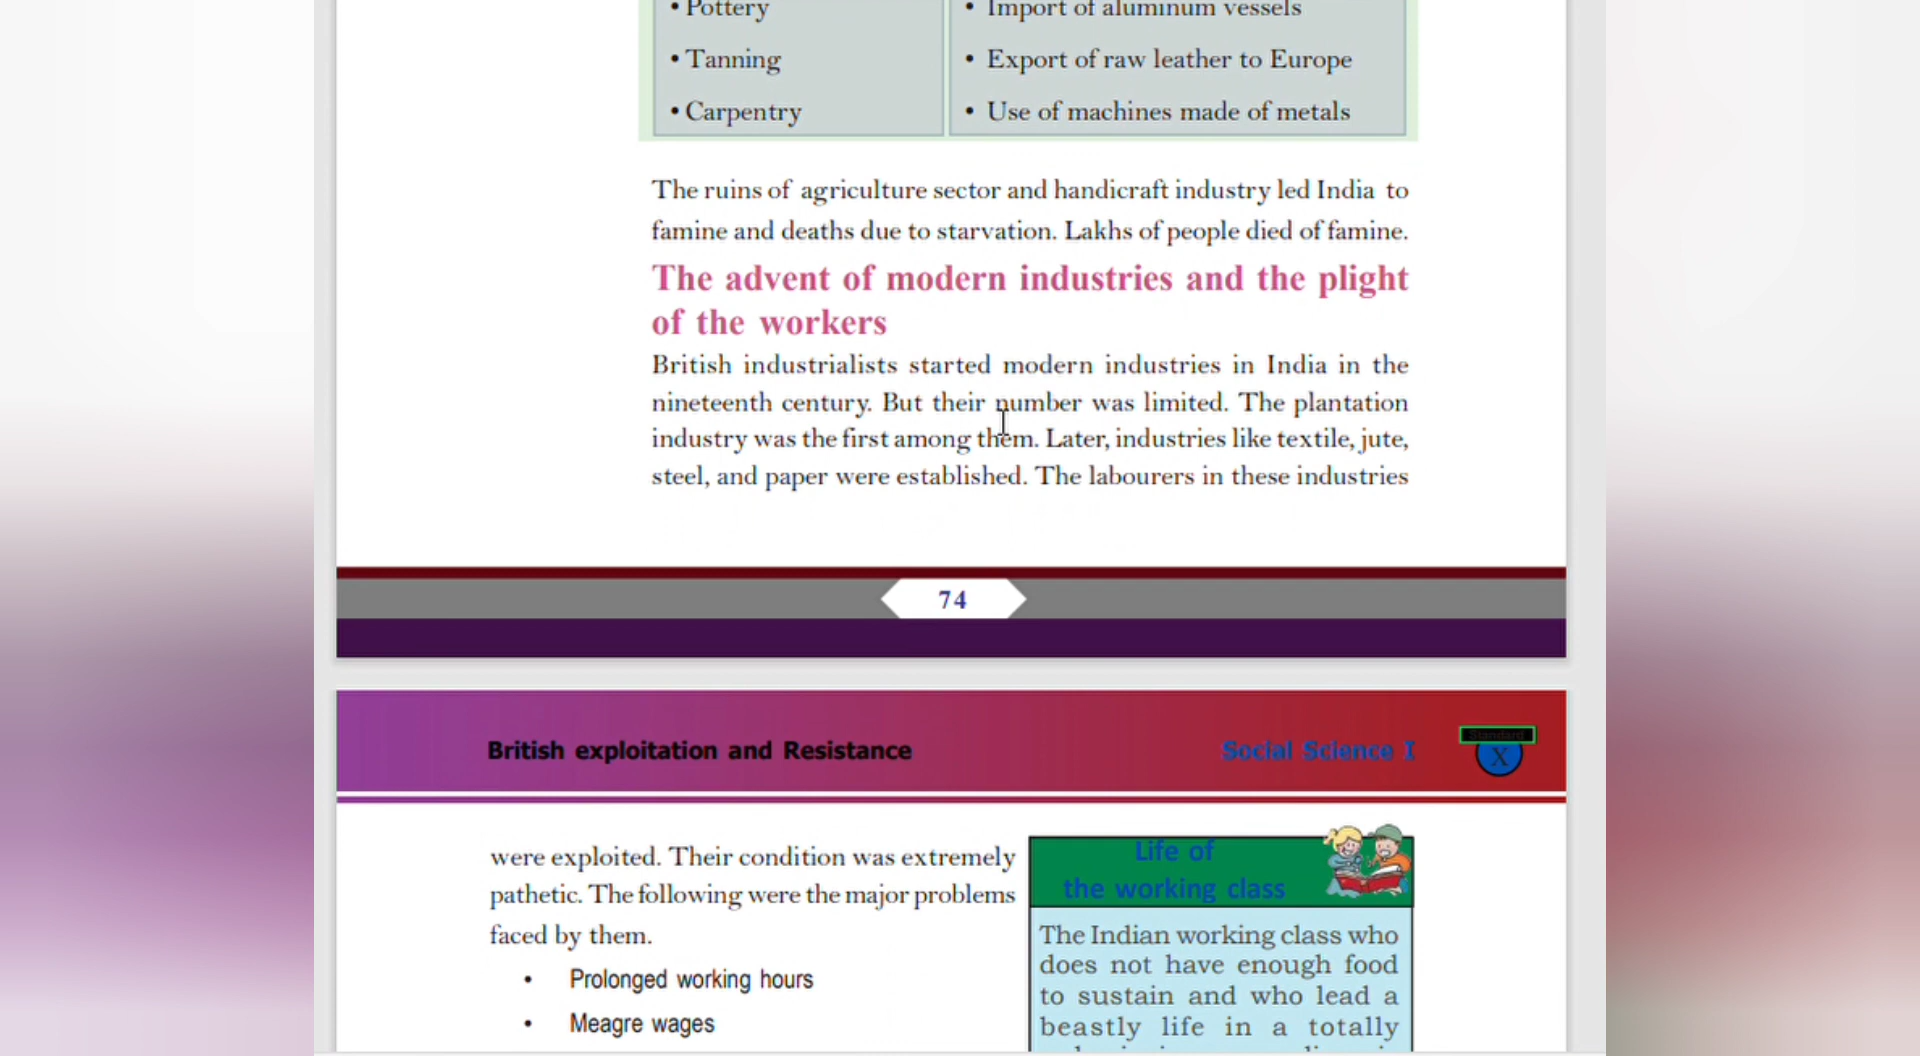 • Pottery
• Import of aluminum vessels
• Tanning
• Export of raw leather to Europe
• Carpentry
• Use of machines made of metals
The ruins of agriculture sector and handicraft industry led India to
famine and deaths due to starvation. Lakhs of people died of famine.
The advent of modern industries and the plight
of the workers
British industrialists started modern industries in India in the
nineteenth century. But their number was limited. The plantation
industry was the first among them. Later, industries like textile, jute,
steel, and paper were established. The labourers in these industries
74
British exploitation and Resistance
Social Science I
Standard
X
were exploited. Their condition was extremely
pathetic. The following were the major problems
faced by them.
• Prolonged working hours
• Meagre wages
Life of
the working class
The Indian working class who
does not have enough food
to sustain and who lead a
beastly life in a totally